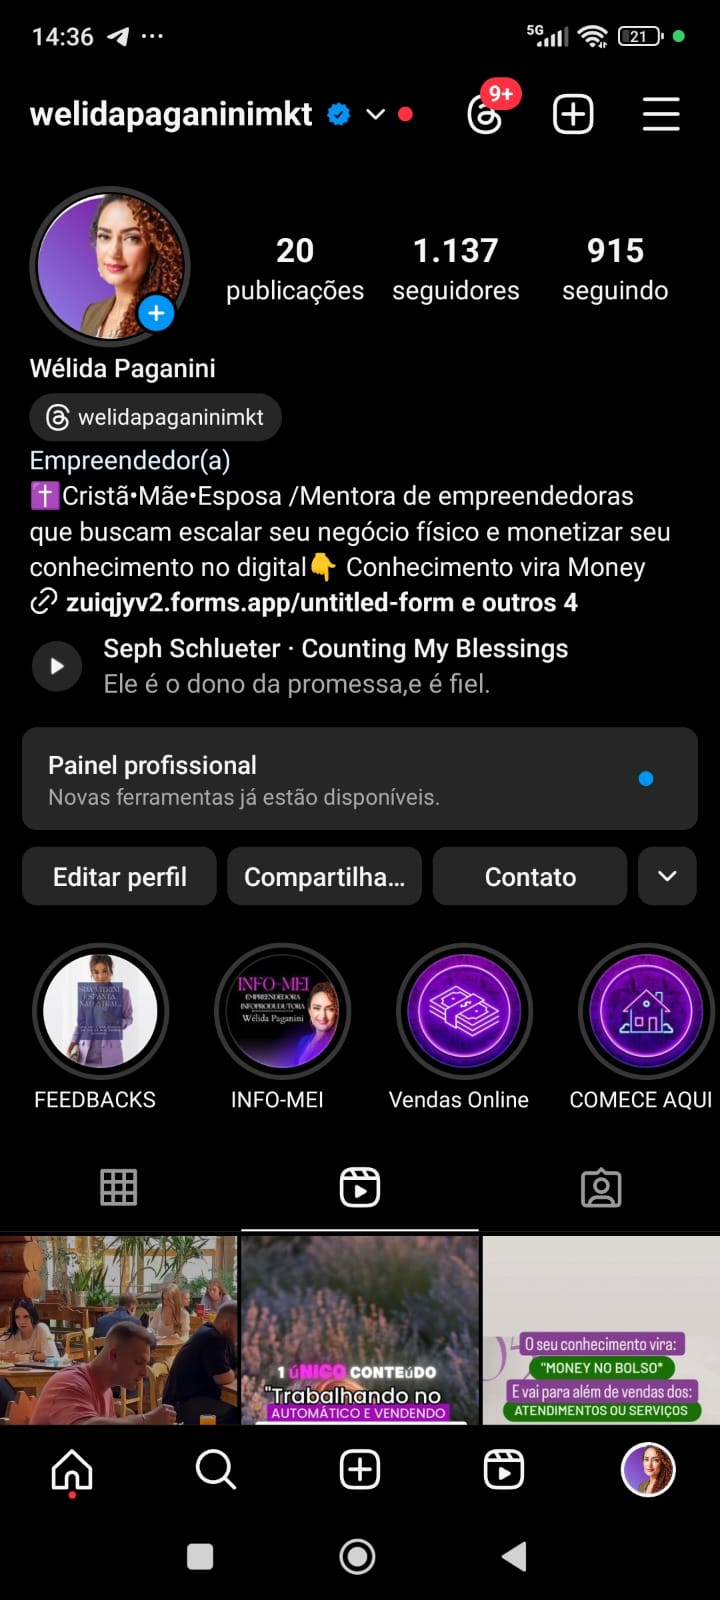 14:36
5G
21
welidapaganinimkt
9+
20
1.137
915
publicações
seguidores
seguindo
Wélida Paganini
welidapaganinimkt
Empreendedor(a)
✝️Cristã•Mãe•Esposa /Mentora de empreendedoras
que buscam escalar seu negócio físico e monetizar seu
conhecimento no digital👇 Conhecimento vira Money
zuiqjyv2.forms.app/untitled-form e outros 4
Seph Schlueter · Counting My Blessings
Ele é o dono da promessa,e é fiel.
Painel profissional
Novas ferramentas já estão disponíveis.
Editar perfil
Compartilha...
Contato
SUA VITRINE
ESPANTA,
NÃO ATRAI...
INFO-MEI
EMPREENDEDORA
INFOPRODUTORA
Wélida Paganini
FEEDBACKS
INFO-MEI
Vendas Online
COMECE AQUI
1 úNICO CONTEúDO
"Trabalhando no
AUTOMÁTICO E VENDENDO
O seu conhecimento vira:
"MONEY NO BOLSO*
E vai para além de vendas dos:
ATENDIMENTOS OU SERVIÇOS